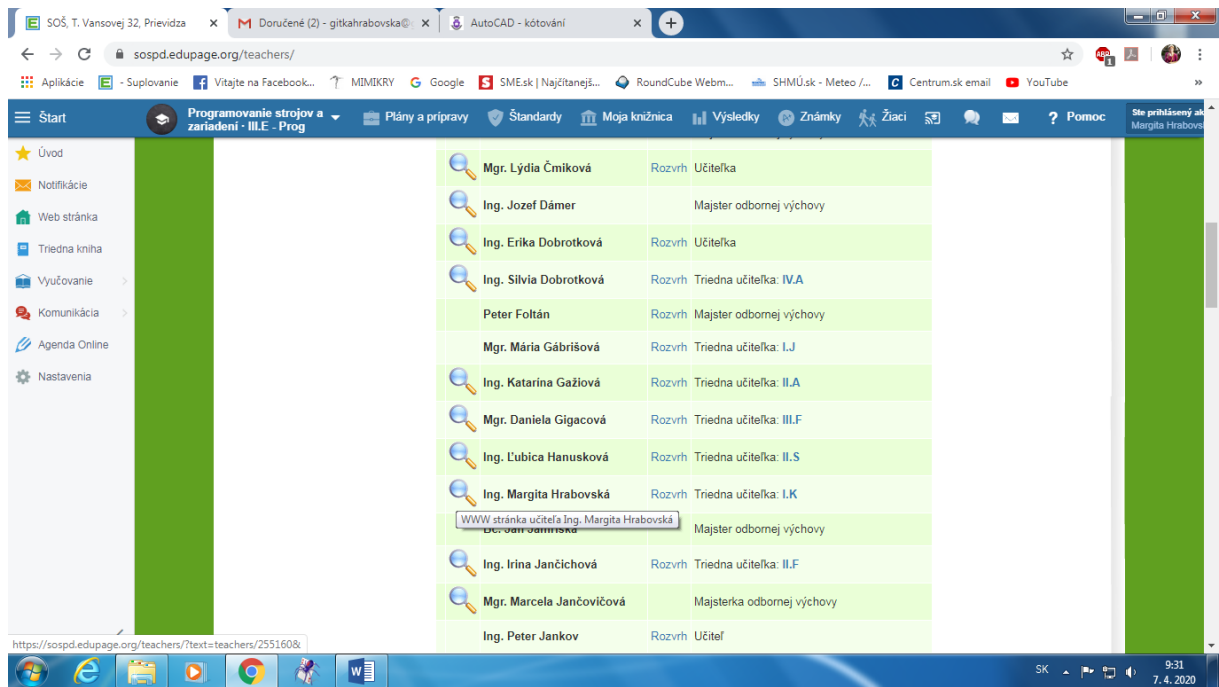 SOŠ, T. Vansovej 32, Prievidza
Doručené (2) - gitkahrabovska@
AutoCAD - kótování
sospd.edupage.org/teachers/
Aplikácie - Suplovanie Vitajte na Facebook... MIMIKRY Google SME.sk | Najčítanejš... RoundCube Webm... SHMÚ.sk - Meteo /... Centrum.sk email YouTube »
Štart
Programovanie strojov a
zariadení · III.E - Prog
Plány a prípravy Štandardy Moja knižnica Výsledky Známky Žiaci ? Pomoc
Ste prihlásený ak
Margita Hrabovs
Úvod
Notifikácie
Web stránka
Triedna kniha
Vyučovanie
Komunikácia
Agenda Online
Nastavenia
Mgr. Lýdia Čmiková Rozvrh Učiteľka
Ing. Jozef Dámer Majster odbornej výchovy
Ing. Erika Dobrotková Rozvrh Učiteľka
Ing. Silvia Dobrotková Rozvrh Triedna učiteľka: IV.A
Peter Foltán Rozvrh Majster odbornej výchovy
Mgr. Mária Gábrišová Rozvrh Triedna učiteľka: I.J
Ing. Katarína Gažiová Rozvrh Triedna učiteľka: II.A
Mgr. Daniela Gigacová Rozvrh Triedna učiteľka: III.F
Ing. Ľubica Hanusková Rozvrh Triedna učiteľka: II.S
Ing. Margita Hrabovská Rozvrh Triedna učiteľka: I.K
WWW stránka učiteľa Ing. Margita Hrabovská
Majster odbornej výchovy
Ing. Irina Jančichová Rozvrh Triedna učiteľka: II.F
Mgr. Marcela Jančovičová Majsterka odbornej výchovy
Ing. Peter Jankov Rozvrh Učiteľ
https://sospd.edupage.org/teachers/?text=teachers/255160&
SK
9:31
7. 4. 2020